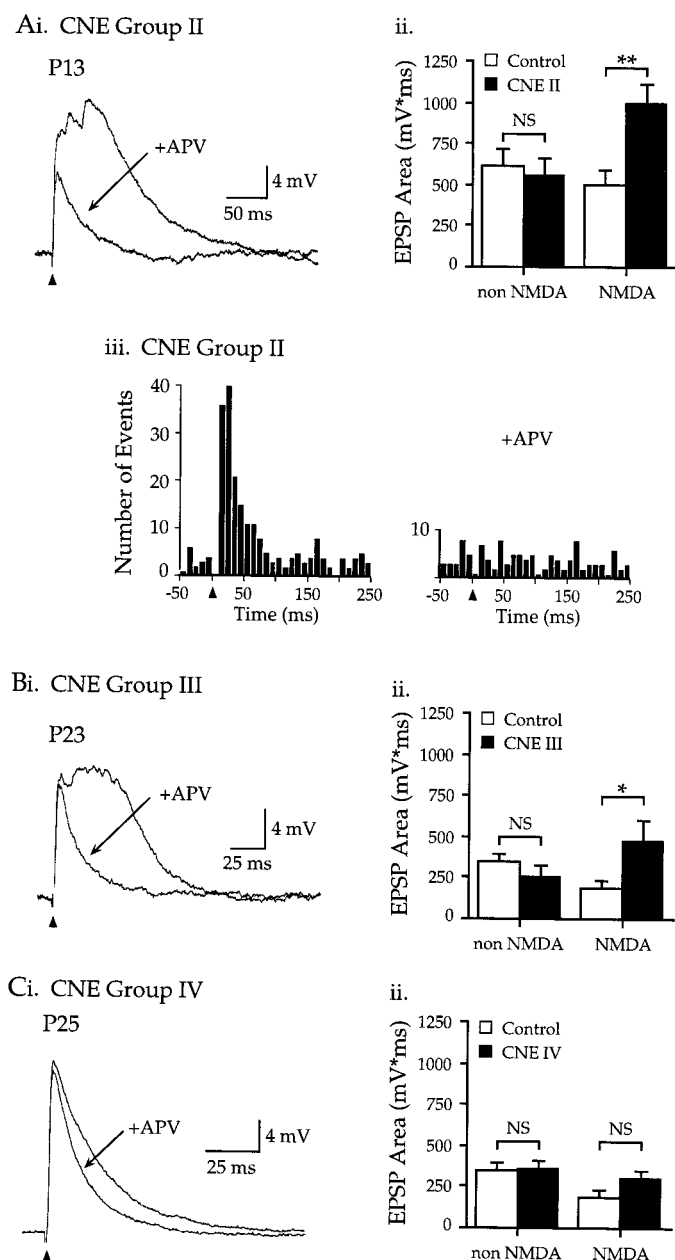 Ai. CNE Group II
P13
+APV
4 mV
50 ms
ii.
EPSP Area (mV*ms)
1250
1000
750
500
250
0
Control
CNE II
NS
**
non NMDA
NMDA
iii. CNE Group II
Number of Events
40
30
20
10
0
-50
50
150
250
Time (ms)
+APV
10
-50
50
150
250
Time (ms)
Bi. CNE Group III
P23
+APV
4 mV
25 ms
ii.
EPSP Area (mV*ms)
1250
1000
750
500
250
0
Control
CNE III
NS
*
non NMDA
NMDA
Ci. CNE Group IV
P25
+APV
4 mV
25 ms
ii.
EPSP Area (mV*ms)
1250
1000
750
500
250
0
Control
CNE IV
NS
NS
non NMDA
NMDA